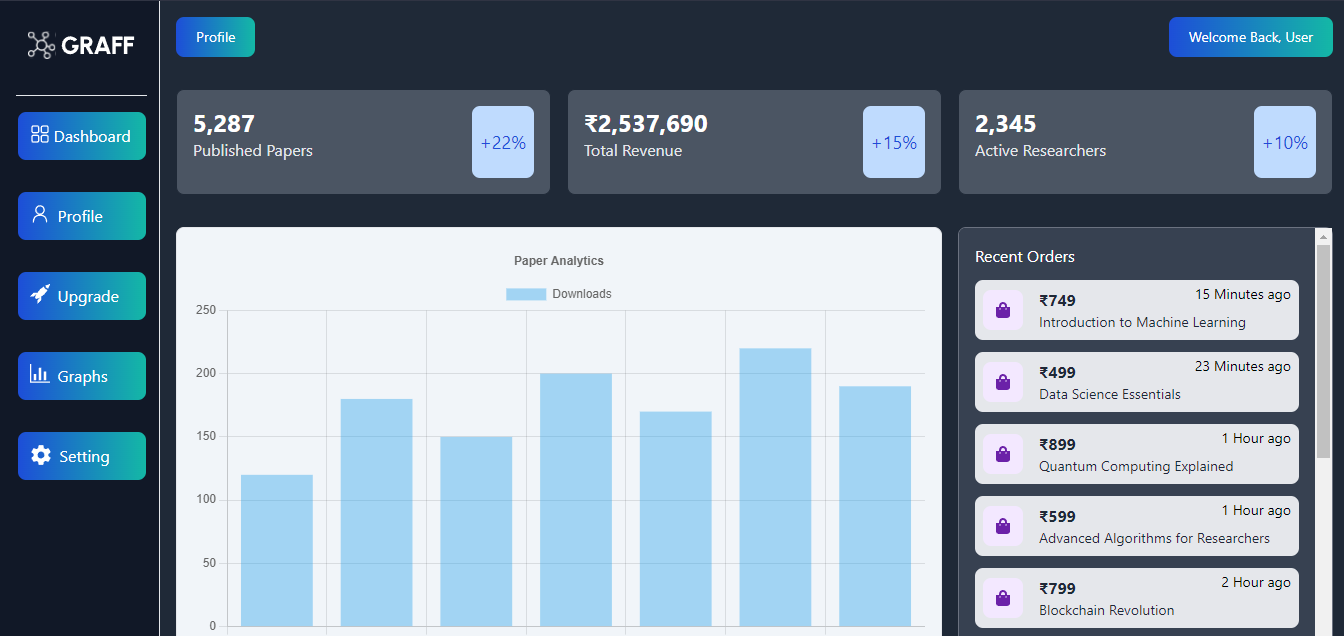 GRAFF
Dashboard
Profile
Upgrade
Graphs
Setting
Profile
Welcome Back, User
5,287
Published Papers
+22%
₹2,537,690
Total Revenue
+15%
2,345
Active Researchers
+10%
Paper Analytics
Downloads
250
200
150
100
50
0
Recent Orders
₹749
15 Minutes ago
Introduction to Machine Learning
₹499
23 Minutes ago
Data Science Essentials
₹899
1 Hour ago
Quantum Computing Explained
₹599
1 Hour ago
Advanced Algorithms for Researchers
₹799
2 Hour ago
Blockchain Revolution